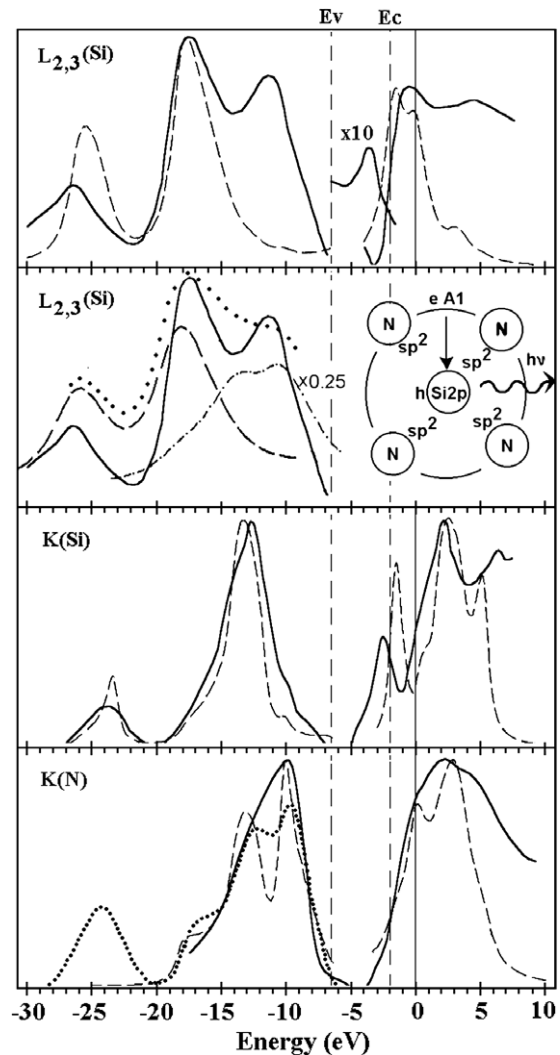 Ev Ec
L2,3(Si)
x10
L2,3(Si)
e A1
N N
sp2 sp2 hν
x0.25
h Si2p
sp2 sp2
N N
K(Si)
K(N)
-30 -25 -20 -15 -10 -5 0 5 10
Energy (eV)